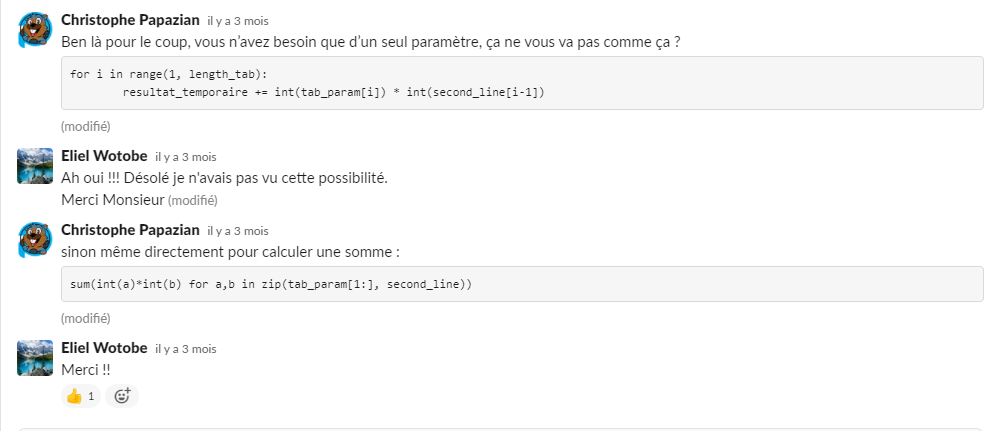 Christophe Papazian il y a 3 mois
Ben là pour le coup, vous n’avez besoin que d’un seul paramètre, ça ne vous va pas comme ça ?
for i in range(1, length_tab):
        resultat_temporaire += int(tab_param[i]) * int(second_line[i-1])
(modifié)
Eliel Wotobe il y a 3 mois
Ah oui !!! Désolé je n'avais pas vu cette possibilité.
Merci Monsieur (modifié)
Christophe Papazian il y a 3 mois
sinon même directement pour calculer une somme :
sum(int(a)*int(b) for a,b in zip(tab_param[1:], second_line))
(modifié)
Eliel Wotobe il y a 3 mois
Merci !!
1